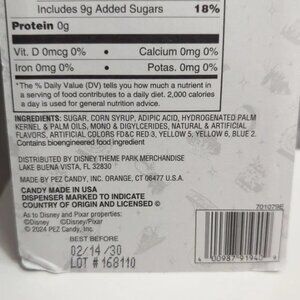 Includes 9g Added Sugars 18%
Protein 0g
Vit. D 0mcg 0% • Calcium 0mg 0%
Iron 0mg 0% • Potas. 0mg 0%
*The % Daily Value (DV) tells you how much a nutrient in
a serving of food contributes to a daily diet. 2,000 calories
a day is used for general nutrition advice.
INGREDIENTS: SUGAR, CORN SYRUP, ADIPIC ACID, HYDROGENATED PALM
KERNEL & PALM OILS, MONO & DIGLYCERIDES, NATURAL & ARTIFICIAL
FLAVORS, ARTIFICIAL COLORS FD&C RED 3, YELLOW 5, YELLOW 6, BLUE 2.
Contains bioengineered food ingredient
DISTRIBUTED BY DISNEY THEME PARK MERCHANDISE
LAKE BUENA VISTA, FL 32830
MADE BY PEZ CANDY, INC. ORANGE, CT 06477 USA
CANDY MADE IN USA
DISPENSER MARKED TO INDICATE
COUNTRY OF ORIGIN AND LICENSED ©
As to Disney and Pixar properties:
©Disney ©Disney/Pixar
© 2024 PEZ Candy, Inc.
701079E
BEST BEFORE
02/14/30
LOT # 168110
4 00987 91940